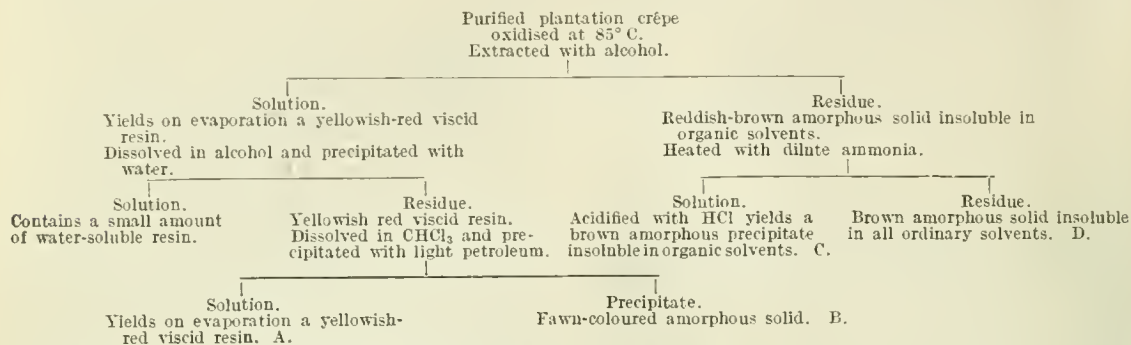 Purified plantation crêpe
oxidised at 85° C.
Extracted with alcohol.
Solution.
Yields on evaporation a yellowish-red viscid
resin.
Dissolved in alcohol and precipitated with
water.
Residue.
Reddish-brown amorphous solid insoluble in
organic solvents.
Heated with dilute ammonia.
Solution.
Contains a small amount
of water-soluble resin.
Residue.
Yellowish red viscid resin.
Dissolved in CHCl₃ and pre-
cipitated with light petroleum.
Solution.
Acidified with HCl yields a
brown amorphous precipitate
insoluble in organic solvents. C.
Residue.
Brown amorphous solid insoluble
in all ordinary solvents. D.
Solution.
Yields on evaporation a yellowish-
red viscid resin. A.
Precipitate.
Fawn-coloured amorphous solid. B.